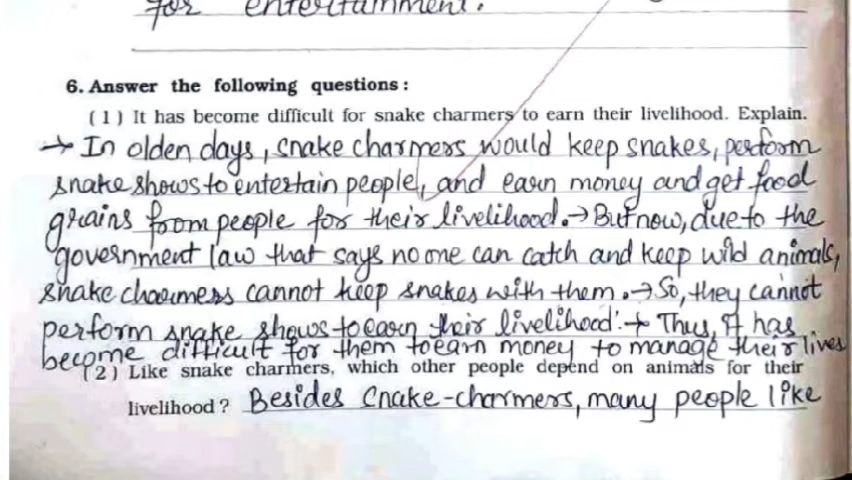 for entertainment.
6. Answer the following questions :
(1) It has become difficult for snake charmers to earn their livelihood. Explain.
→ In olden days, snake charmers would keep snakes, perform
snake shows to entertain people, and earn money and get food
grains from people for their livelihood. → But now, due to the
government law that says no one can catch and keep wild animals,
snake charmers cannot keep snakes with them. → So, they cannot
perform snake shows to earn their livelihood. → Thus, it has
become difficult for them to earn money to manage their lives
(2) Like snake charmers, which other people depend on animals for their
livelihood? Besides Snake-charmers, many people like